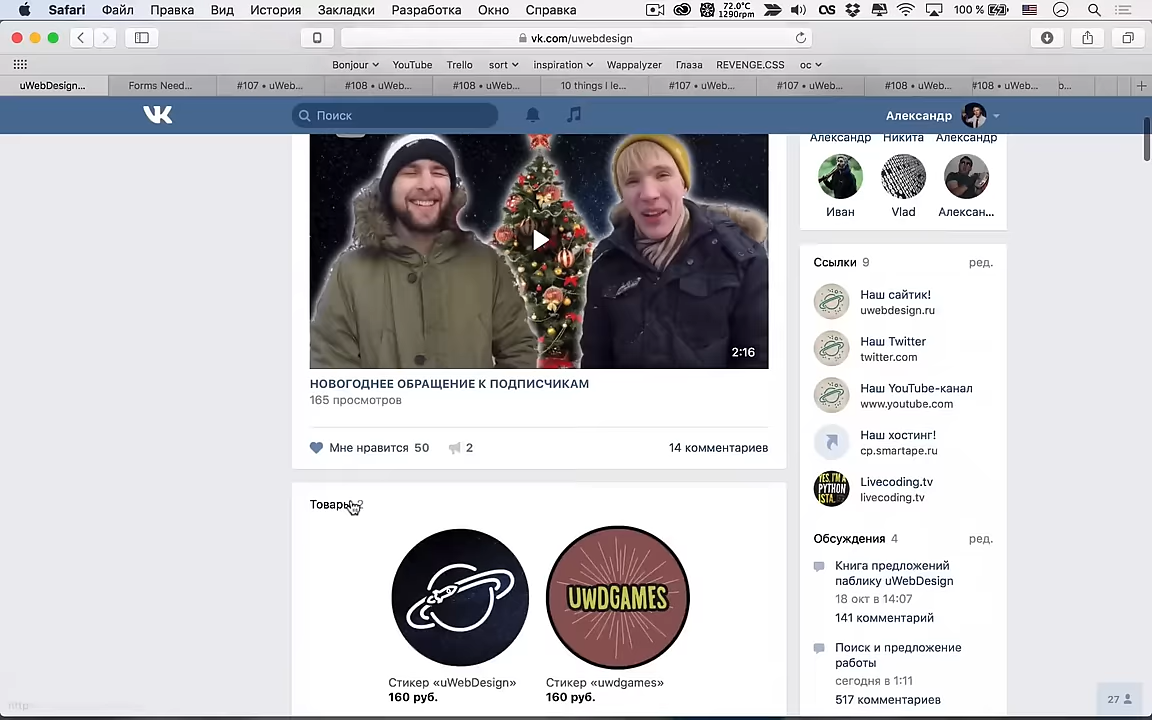 Safari Файл Правка Вид История Закладки Разработка Окно Справка
72.0°C
1290rpm
100 %
vk.com/uwebdesign
Bonjour YouTube Trello sort inspiration Wappalyzer Глаза REVENGE.CSS ос
uWebDesign... Forms Need... #107 • uWeb... #108 • uWeb... #108 • uWeb... 10 things I le... #107 • uWeb... #107 • uWeb... #108 • uWeb... #108 • uWeb... b...
Поиск
Александр
Александр Никита Александр
Иван Vlad Алексан...
2:16
НОВОГОДНЕЕ ОБРАЩЕНИЕ К ПОДПИСЧИКАМ
165 просмотров
Мне нравится 50 2 14 комментариев
Ссылки 9 ред.
Наш сайтик!
uwebdesign.ru
Наш Twitter
twitter.com
Наш YouTube-канал
www.youtube.com
Наш хостинг!
cp.smartape.ru
YES, I'M A
PYTHON
ISTA.
Livecoding.tv
livecoding.tv
Товары 2
UWDGAMES
Стикер «uWebDesign» Стикер «uwdgames»
160 руб. 160 руб.
Обсуждения 4 ред.
Книга предложений
паблику uWebDesign
18 окт в 14:07
141 комментарий
Поиск и предложение
работы
сегодня в 1:11
517 комментариев
27